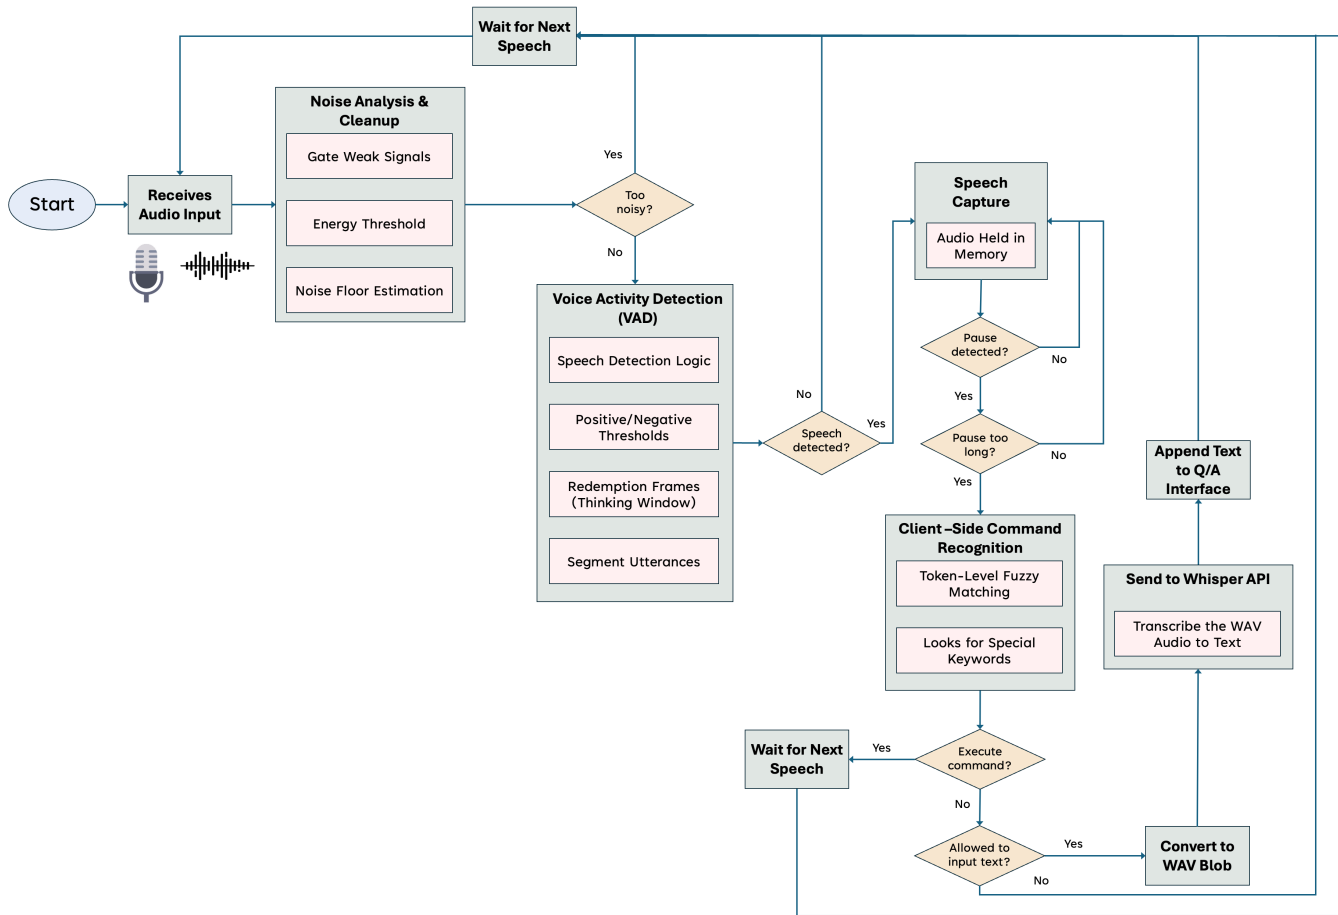 Wait for Next
Speech
Noise Analysis &
Cleanup
Gate Weak Signals
Energy Threshold
Noise Floor Estimation
Start
Receives
Audio Input
Yes
Too
noisy?
No
Voice Activity Detection
(VAD)
Speech Detection Logic
Positive/Negative
Thresholds
Redemption Frames
(Thinking Window)
Segment Utterances
No
Speech
detected?
Yes
Speech
Capture
Audio Held in
Memory
Pause
detected?
No
Yes
Pause too
long?
No
Yes
Client –Side Command
Recognition
Token-Level Fuzzy
Matching
Looks for Special
Keywords
Execute
command?
Yes
Wait for Next
Speech
No
Allowed to
input text?
Yes
No
Convert to
WAV Blob
Send to Whisper API
Transcribe the WAV
Audio to Text
Append Text
to Q/A
Interface